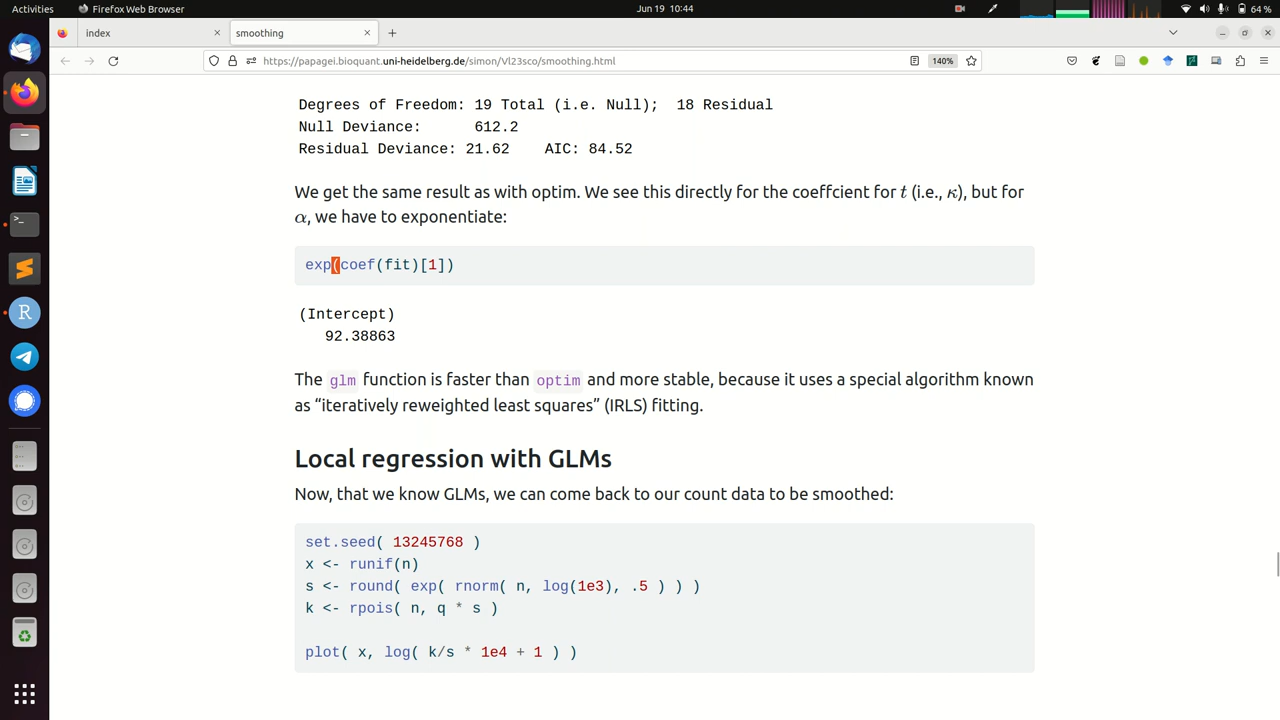 Activities
Firefox Web Browser
Jun 19 10:44
64 %
index
smoothing
https://papagei.bioquant.uni-heidelberg.de/simon/Vl23sco/smoothing.html
140%
Degrees of Freedom: 19 Total (i.e. Null);  18 Residual
Null Deviance:      612.2
Residual Deviance: 21.62    AIC: 84.52
We get the same result as with optim. We see this directly for the coeffcient for t (i.e., κ), but for
α, we have to exponentiate:
exp(coef(fit)[1])
(Intercept)
92.38863
The glm function is faster than optim and more stable, because it uses a special algorithm known
as “iteratively reweighted least squares” (IRLS) fitting.
Local regression with GLMs
Now, that we know GLMs, we can come back to our count data to be smoothed:
set.seed( 13245768 )
x <- runif(n)
s <- round( exp( rnorm( n, log(1e3), .5 ) ) )
k <- rpois( n, q * s )
plot( x, log( k/s * 1e4 + 1 ) )